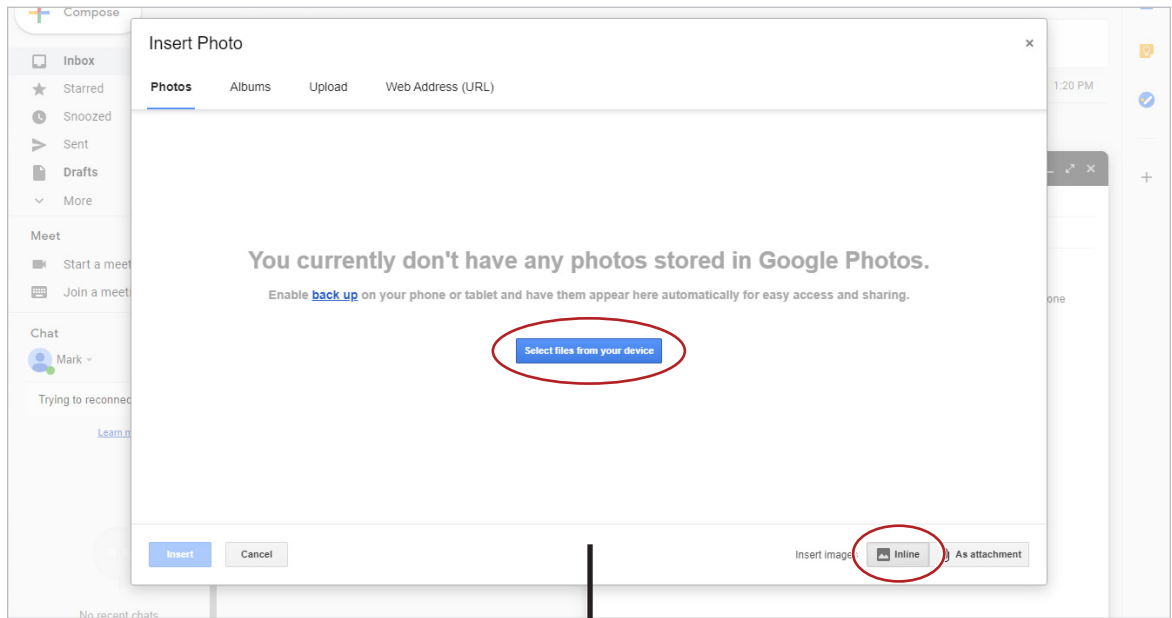 Compose
Insert Photo
×
Inbox
Photos Albums Upload Web Address (URL)
Starred
1:20 PM
Snoozed
Sent
Drafts
More
Meet
You currently don't have any photos stored in Google Photos.
Start a meet
Enable back up on your phone or tablet and have them appear here automatically for easy access and sharing.
Join a meeti
one
Chat
Select files from your device
Mark
Trying to reconnec
Learn m
Insert Cancel Insert image: Inline As attachment
No recent chats